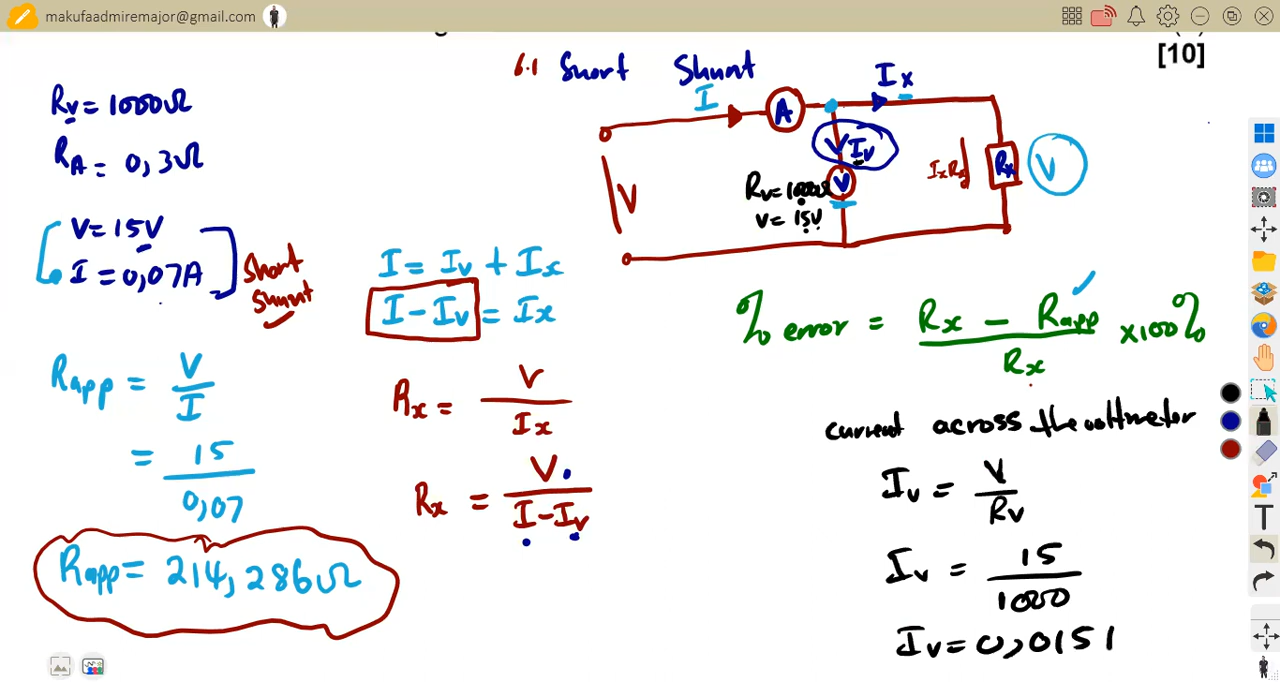 makufaadmiremajor@gmail.com
[10]
Rv = 1000Ω
RA = 0,3Ω
V = 15V
I = 0,07A
Short
shunt
Rapp = V/I
= 15/0,07
Rapp = 214,286Ω
6.1 Short Shunt
I
A
Ix
V
V Iv
V
Rv=1000Ω
V = 15V
IxRx
Rx
V
I = Iv + Ix
I - Iv = Ix
Rx = V/Ix
Rx = V/(I - Iv)
% error = (Rx - Rapp)/Rx x100%
current across the voltmeter
Iv = V/Rv
Iv = 15/1000
Iv = 0,0151
T